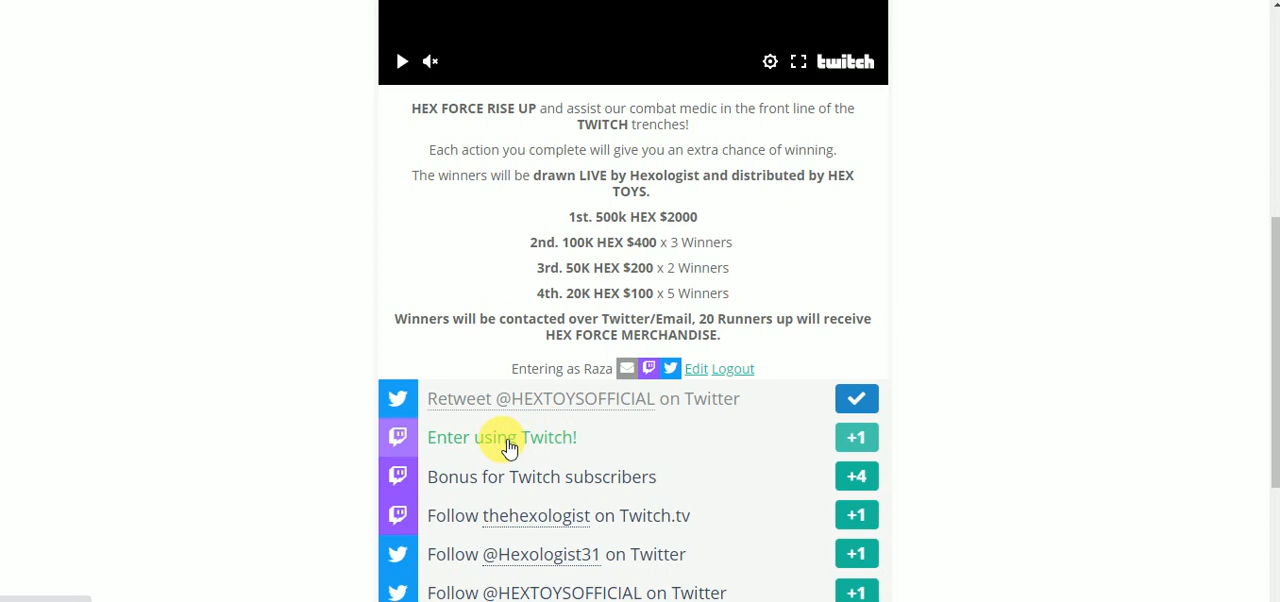 twitch
HEX FORCE RISE UP and assist our combat medic in the front line of the
TWITCH trenches!
Each action you complete will give you an extra chance of winning.
The winners will be drawn LIVE by Hexologist and distributed by HEX
TOYS.
1st. 500k HEX $2000
2nd. 100K HEX $400 x 3 Winners
3rd. 50K HEX $200 x 2 Winners
4th. 20K HEX $100 x 5 Winners
Winners will be contacted over Twitter/Email, 20 Runners up will receive
HEX FORCE MERCHANDISE.
Entering as Raza Edit Logout
Retweet @HEXTOYSOFFICIAL on Twitter
Enter using Twitch! +1
Bonus for Twitch subscribers +4
Follow thehexologist on Twitch.tv +1
Follow @Hexologist31 on Twitter +1
Follow @HEXTOYSOFFICIAL on Twitter +1